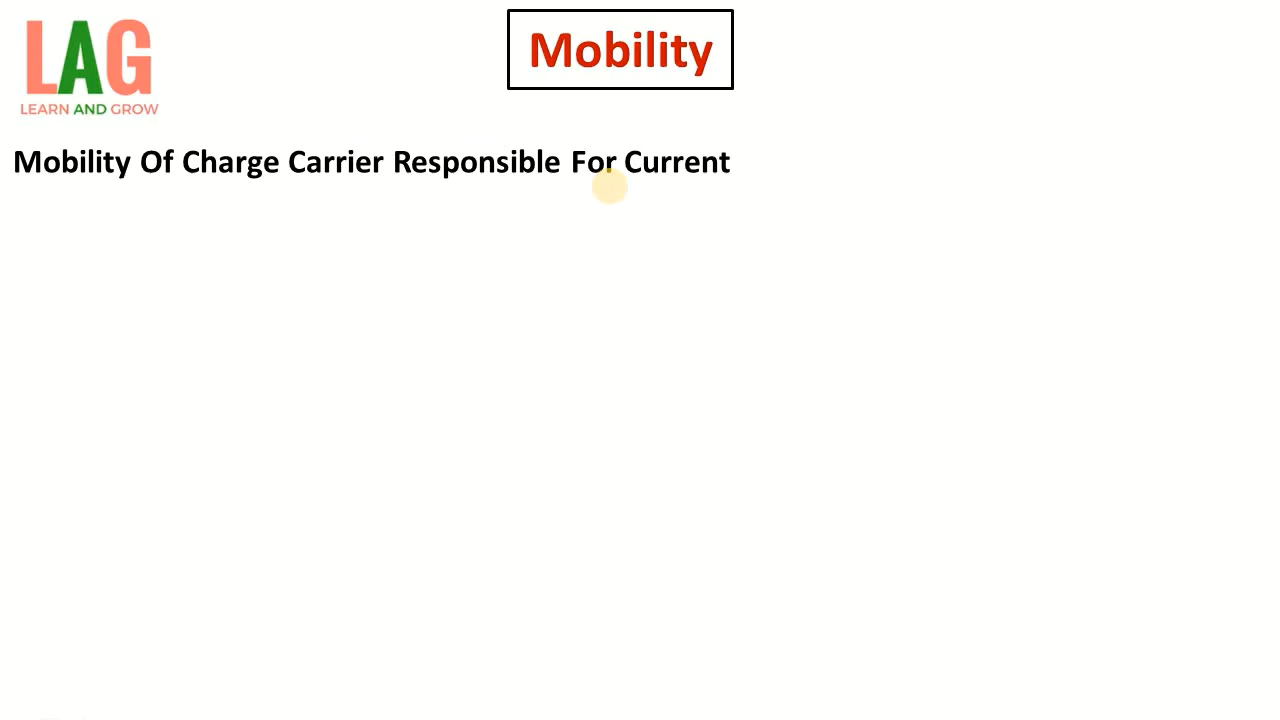 LAG
LEARN AND GROW
Mobility
Mobility Of Charge Carrier Responsible For Current